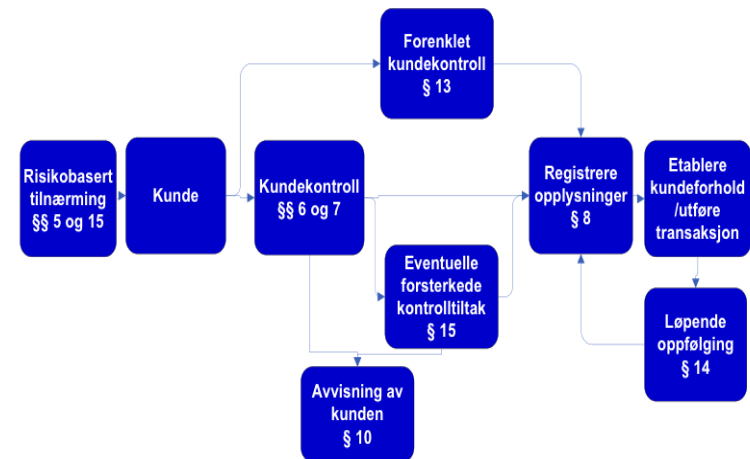 Forenklet
kundekontroll
§ 13
Risikobasert
tilnærming
§§ 5 og 15
Kunde
Kundekontroll
§§ 6 og 7
Registrere
opplysninger
§ 8
Etablere
kundeforhold
/utføre
transaksjon
Eventuelle
forsterkede
kontrolltiltak
§ 15
Løpende
oppfølging
§ 14
Avvisning av
kunden
§ 10